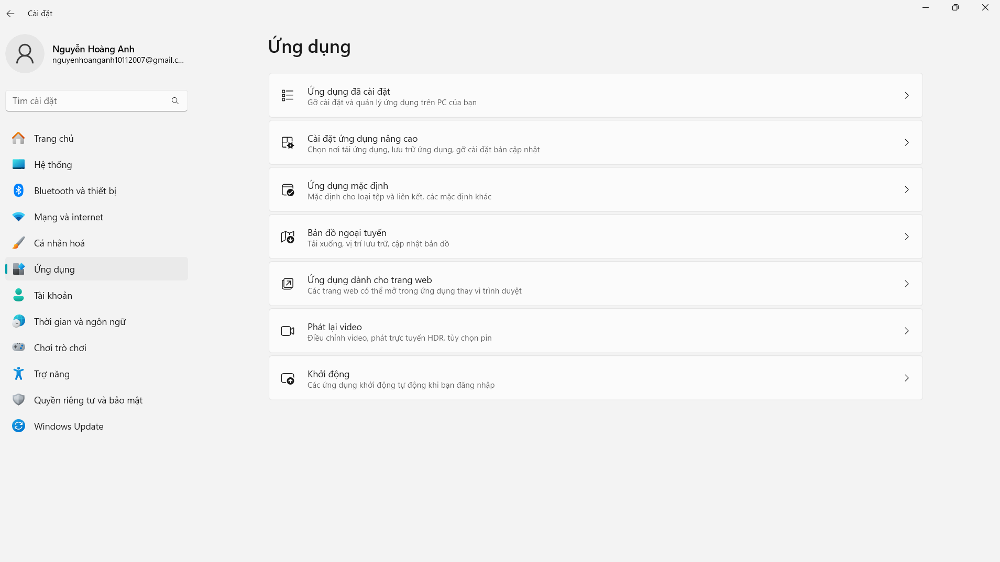 Cài đặt
Nguyễn Hoàng Anh
nguyenhoanganh10112007@gmail.c...
Tìm cài đặt
Trang chủ
Hệ thống
Bluetooth và thiết bị
Mạng và internet
Cá nhân hoá
Ứng dụng
Tài khoản
Thời gian và ngôn ngữ
Chơi trò chơi
Trợ năng
Quyền riêng tư và bảo mật
Windows Update
Ứng dụng
Ứng dụng đã cài đặt
Gỡ cài đặt và quản lý ứng dụng trên PC của bạn
Cài đặt ứng dụng nâng cao
Chọn nơi tải ứng dụng, lưu trữ ứng dụng, gỡ cài đặt bản cập nhật
Ứng dụng mặc định
Mặc định cho loại tệp và liên kết, các mặc định khác
Bản đồ ngoại tuyến
Tải xuống, vị trí lưu trữ, cập nhật bản đồ
Ứng dụng dành cho trang web
Các trang web có thể mở trong ứng dụng thay vì trình duyệt
Phát lại video
Điều chỉnh video, phát trực tuyến HDR, tùy chọn pin
Khởi động
Các ứng dụng khởi động tự động khi bạn đăng nhập